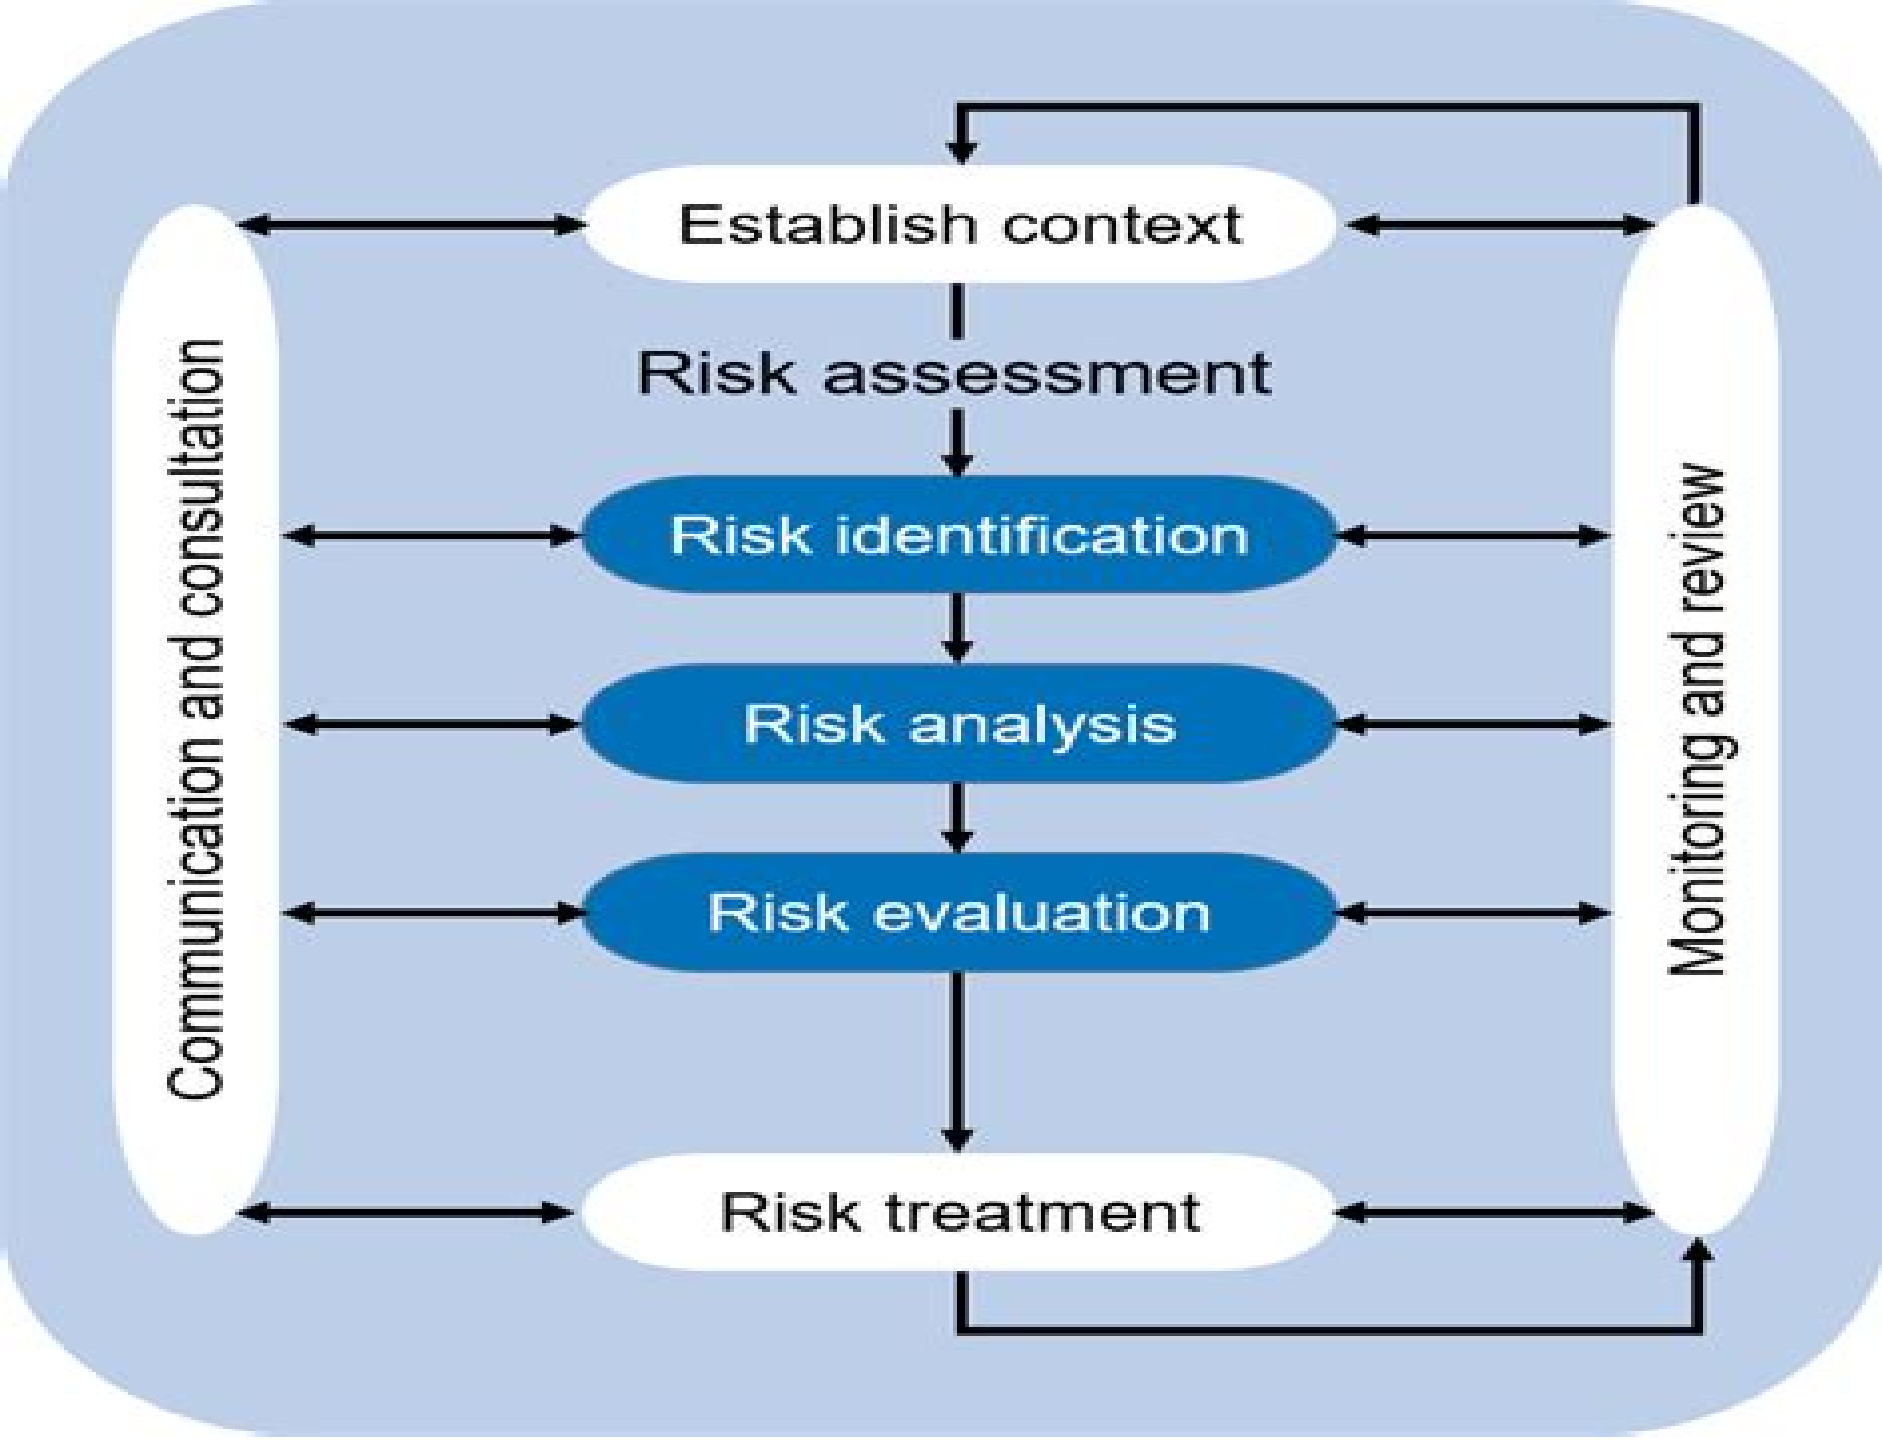 Establish context
Risk assessment
Communication and consultation
Risk identification
Risk analysis
Risk evaluation
Monitoring and review
Risk treatment